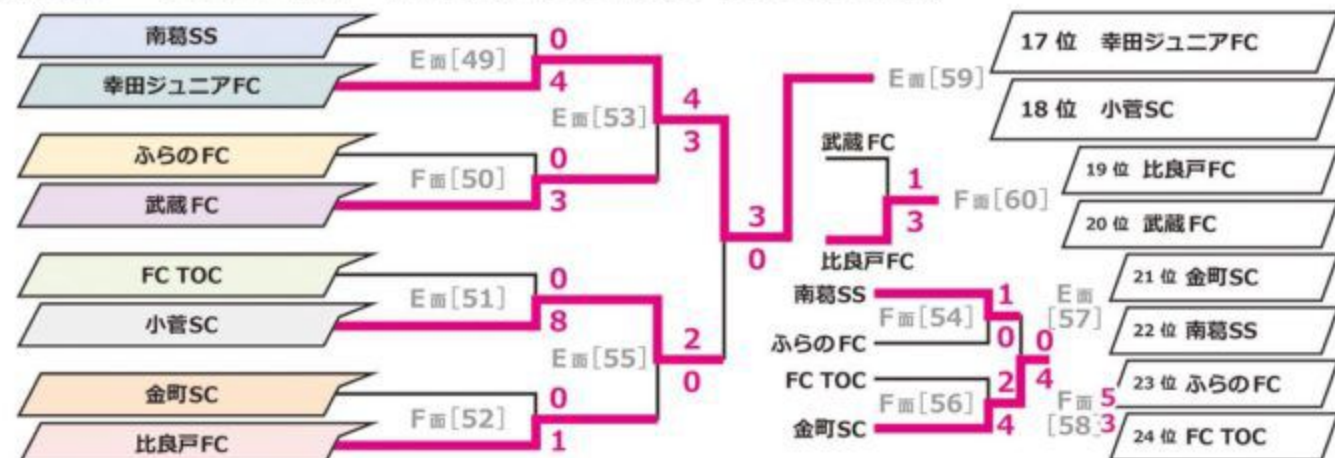 南葛SS
E面[49]
0
4
幸田ジュニアFC
E面[53]
4
3
ふらのFC
F面[50]
0
3
武蔵FC
3
0
FC TOC
E面[51]
0
8
小菅SC
E面[55]
2
0
金町SC
F面[52]
0
1
比良戸FC
E面[59]
武蔵FC
1
3
F面[60]
比良戸FC
南葛SS
F面[54]
1
0
ふらのFC
E面
[57]
0
4
FC TOC
F面[56]
2
4
金町SC
F面
[58]
5
3
17位 幸田ジュニアFC
18位 小菅SC
19位 比良戸FC
20位 武蔵FC
21位 金町SC
22位 南葛SS
23位 ふらのFC
24位 FC TOC